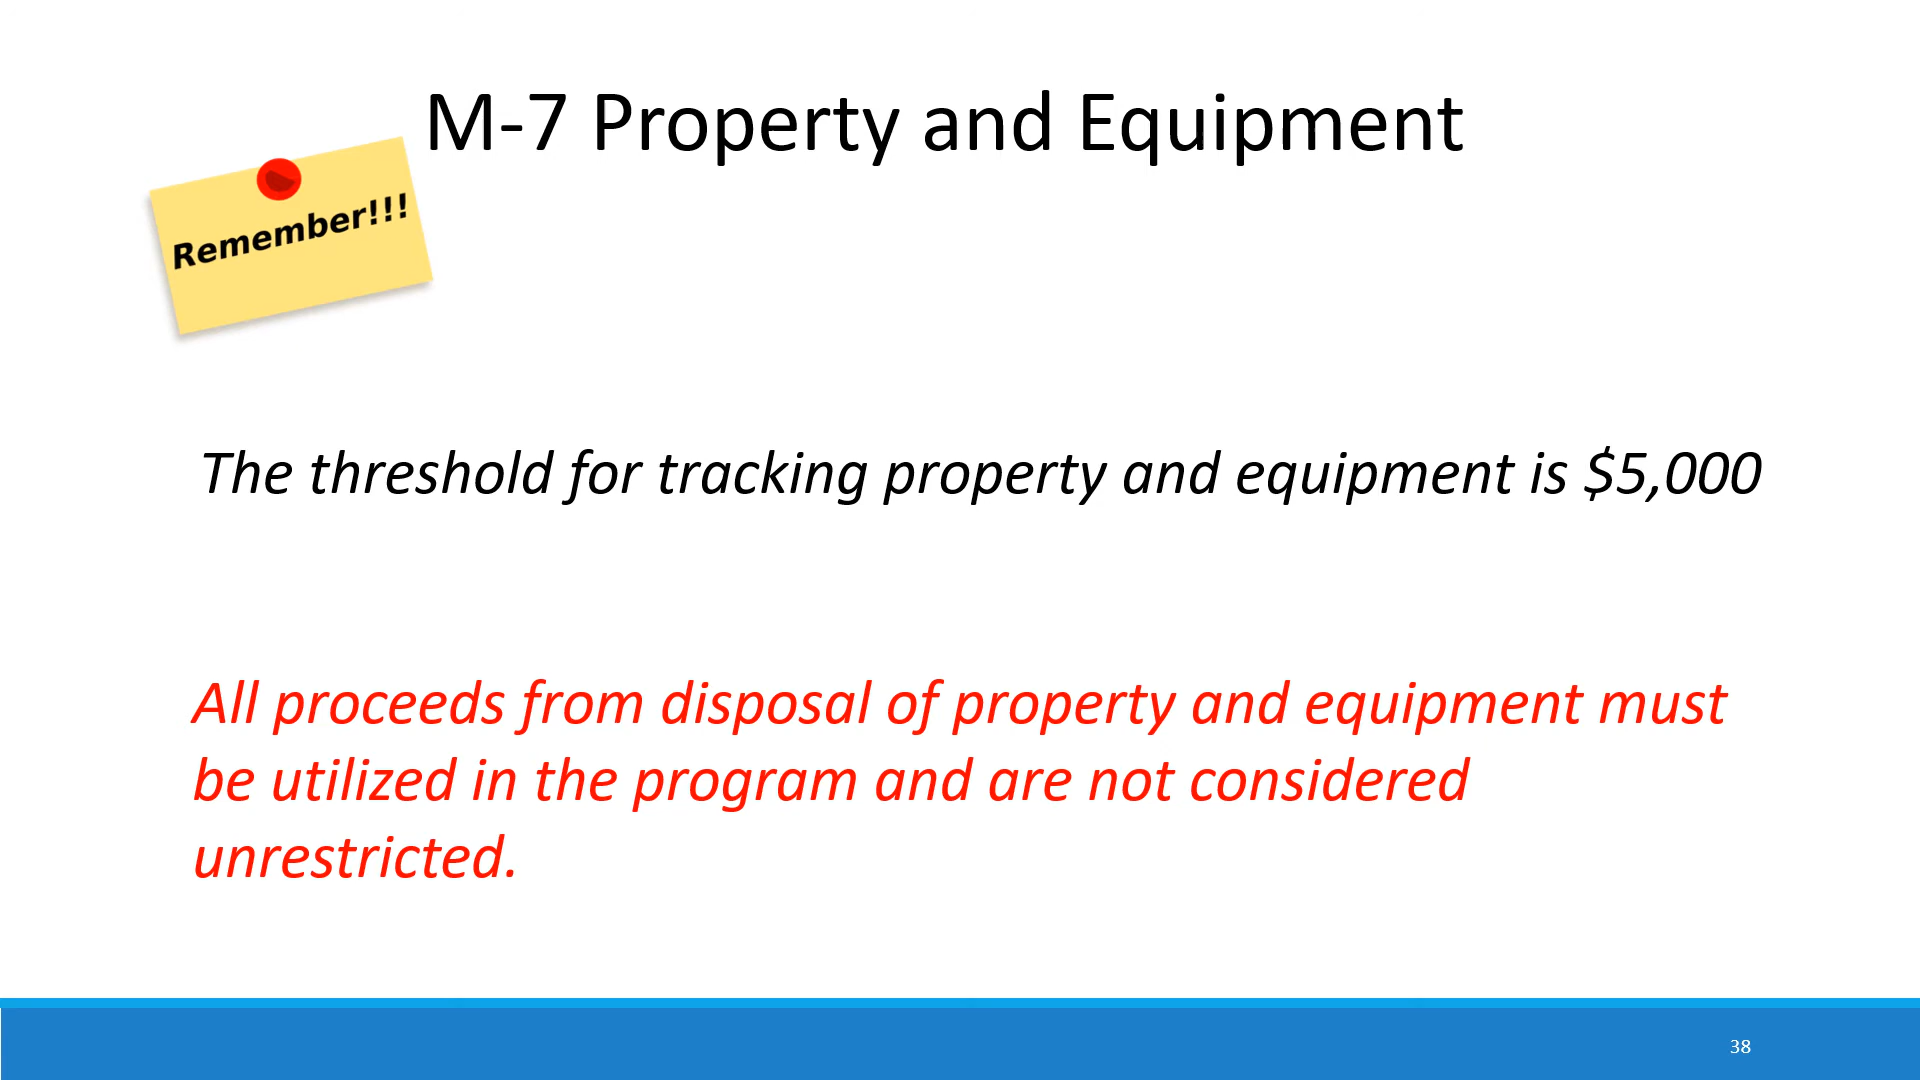 M-7 Property and Equipment
Remember!!!
The threshold for tracking property and equipment is $5,000
All proceeds from disposal of property and equipment must
be utilized in the program and are not considered
unrestricted.
38